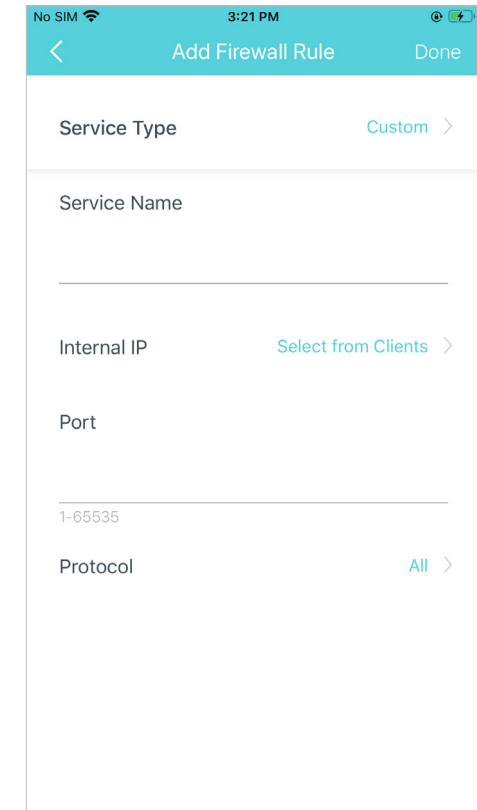 No SIM 3:21 PM
Add Firewall Rule Done
Service Type Custom
Service Name
Internal IP Select from Clients
Port
1-65535
Protocol All